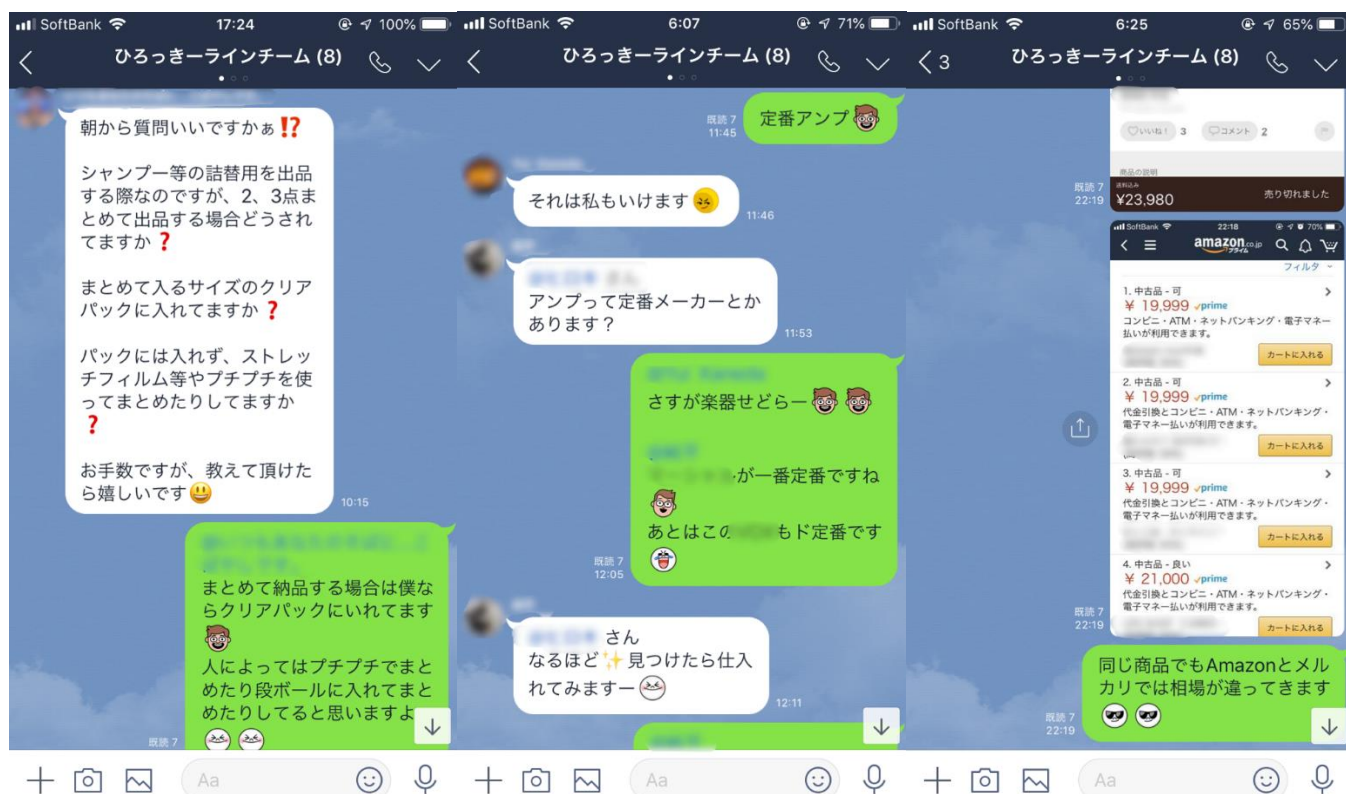 SoftBank 17:24 100%
ひろっきーラインチーム (8)
朝から質問いいですかぁ⁉️
シャンプー等の詰替用を出品
する際なのですが、2、3点ま
とめて出品する場合どうされ
てますか❓
まとめて入るサイズのクリア
パックに入れてますか❓
パックには入れず、ストレッ
チフィルム等やプチプチを使
ってまとめたりしてますか
❓
お手数ですが、教えて頂けた
ら嬉しいです😃
10:15
まとめて納品する場合は僕な
らクリアパックにいれてます
人によってはプチプチでまと
めたり段ボールに入れてまと
めたりしてると思いますよ
既読 7
Aa
SoftBank 6:07 71%
ひろっきーラインチーム (8)
定番アンプ
既読 7
11:45
それは私もいけます
11:46
さん
アンプって定番メーカーとか
あります？
11:53
さすが楽器せどらー
が一番定番ですね
あとはこの もド定番です
既読 7
12:05
さん
なるほど✨見つけたら仕入
れてみますー
12:11
Aa
SoftBank 6:25 65%
3 ひろっきーラインチーム (8)
いいね! 3 コメント 2
商品の説明
送料込み
¥23,980 売り切れました
既読 7
22:19
SoftBank 22:18 70%
amazon.co.jp
プライム
フィルタ
1. 中古品 - 可
¥ 19,999 prime
コンビニ・ATM・ネットバンキング・電子マネー
払いが利用できます。
カートに入れる
2. 中古品 - 可
¥ 19,999 prime
代金引換とコンビニ・ATM・ネットバンキング・
電子マネー払いが利用できます。
カートに入れる
3. 中古品 - 可
¥ 19,999 prime
代金引換とコンビニ・ATM・ネットバンキング・
電子マネー払いが利用できます。
カートに入れる
4. 中古品 - 良い
¥ 21,000 prime
代金引換とコンビニ・ATM・ネットバンキング・
電子マネー払いが利用できます。
カートに入れる
既読 7
22:19
同じ商品でもAmazonとメル
カリでは相場が違ってきます
既読 7
22:19
Aa